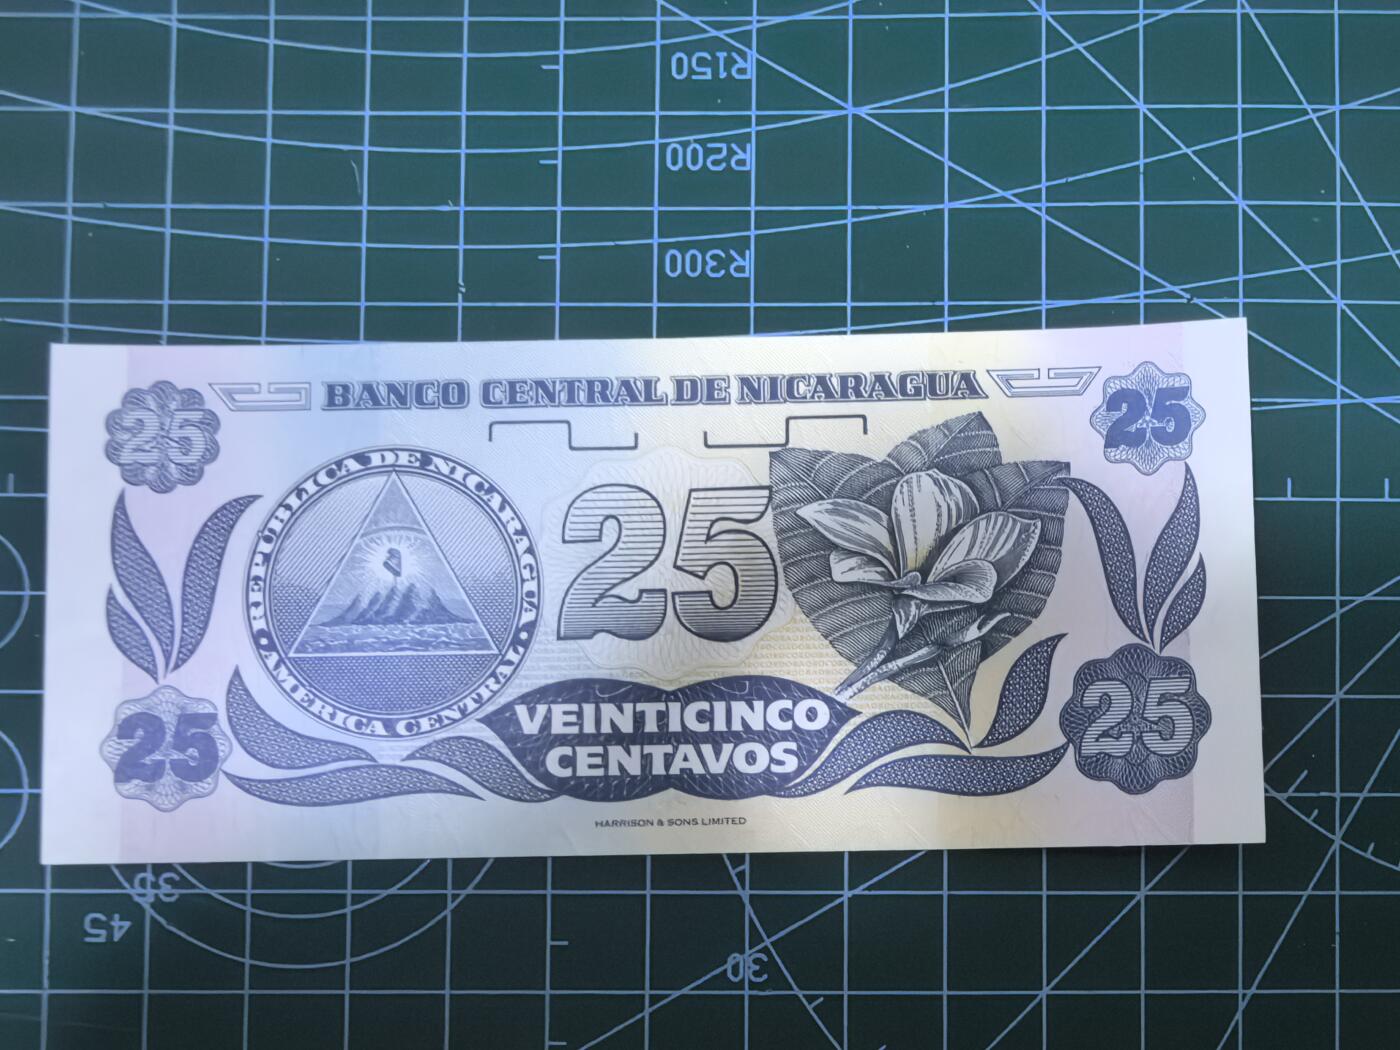 R150
R200
R300
BANCO CENTRAL DE NICARAGUA
25
25
REPÚBLICA DE NICARAGUA
AMERICA CENTRAL
25
25
25
VEINTICINCO
CENTAVOS
HARRISON & SONS LIMITED
35
45
30